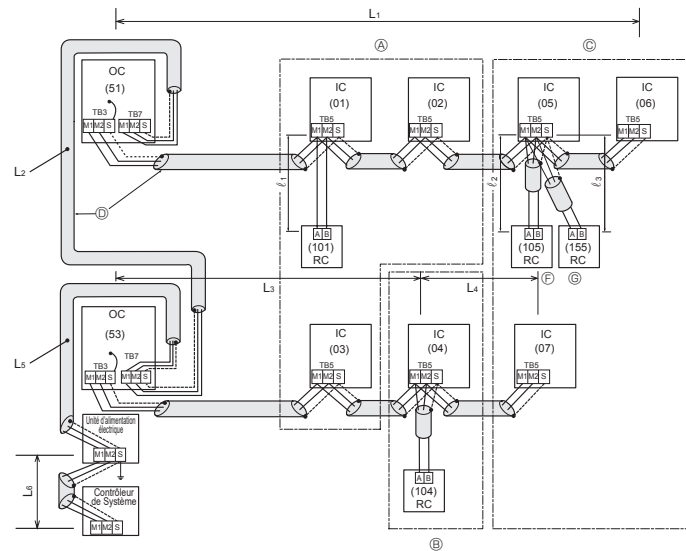 L1
Ⓐ
Ⓒ
OC
(51)
TB3
TB7
M1 M2 S
M1 M2 S
IC
(01)
TB5
M1 M2 S
IC
(02)
TB5
M1 M2 S
IC
(05)
TB5
M1 M2 S
IC
(06)
TB5
M1 M2 S
L2
Ⓓ
ℓ1
ℓ2
ℓ3
A B
(101)
RC
A B
(105)
RC
A B
(155)
RC
Ⓕ
Ⓖ
L3
L4
OC
(53)
TB3
TB7
M1 M2 S
M1 M2 S
IC
(03)
TB5
M1 M2 S
IC
(04)
TB5
M1 M2 S
IC
(07)
TB5
M1 M2 S
L5
Unité d'alimentation
électrique
M1 M2 S
A B
(104)
RC
L6
Contrôleur
de Système
M1 M2 S
Ⓑ